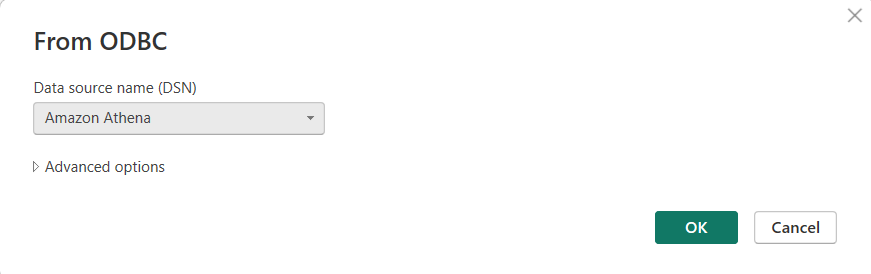 From ODBC
Data source name (DSN)
Amazon Athena
Advanced options
OK
Cancel